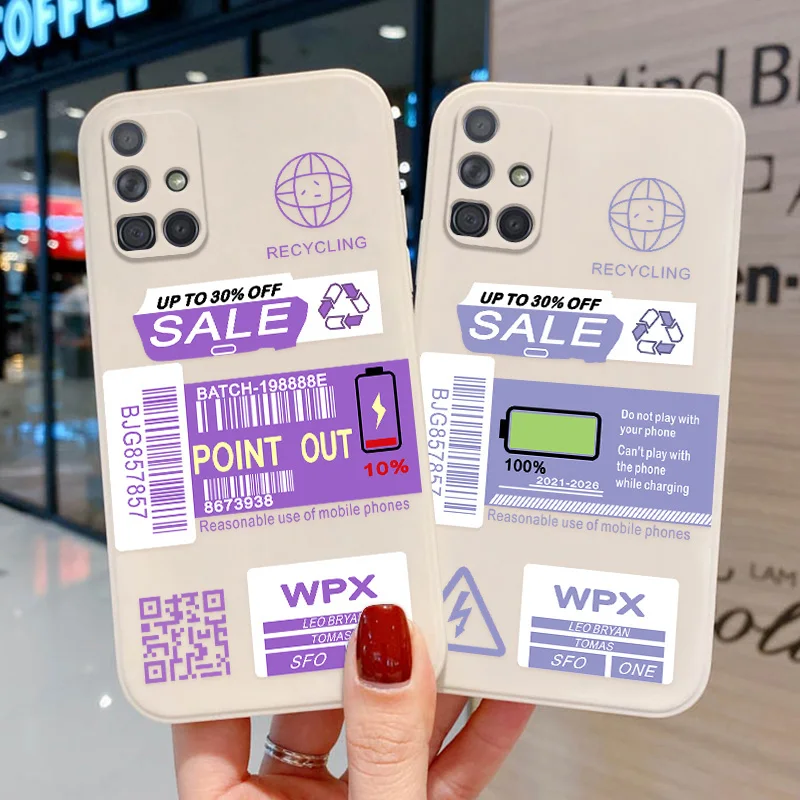 COFFEE
Mind
RECYCLING
UP TO 30% OFF
SALE
BATCH-198888E
BJG857857
POINT OUT
10%
8673938
Reasonable use of mobile phones
WPX
LEO BRYAN
TOMAS
SFO
RECYCLING
UP TO 30% OFF
SALE
BJG857857
Do not play with
your phone
Can't play with
the phone
while charging
100%
2021-2026
Reasonable use of mobile phones
WPX
LEO BRYAN
TOMAS
SFO ONE
LAM